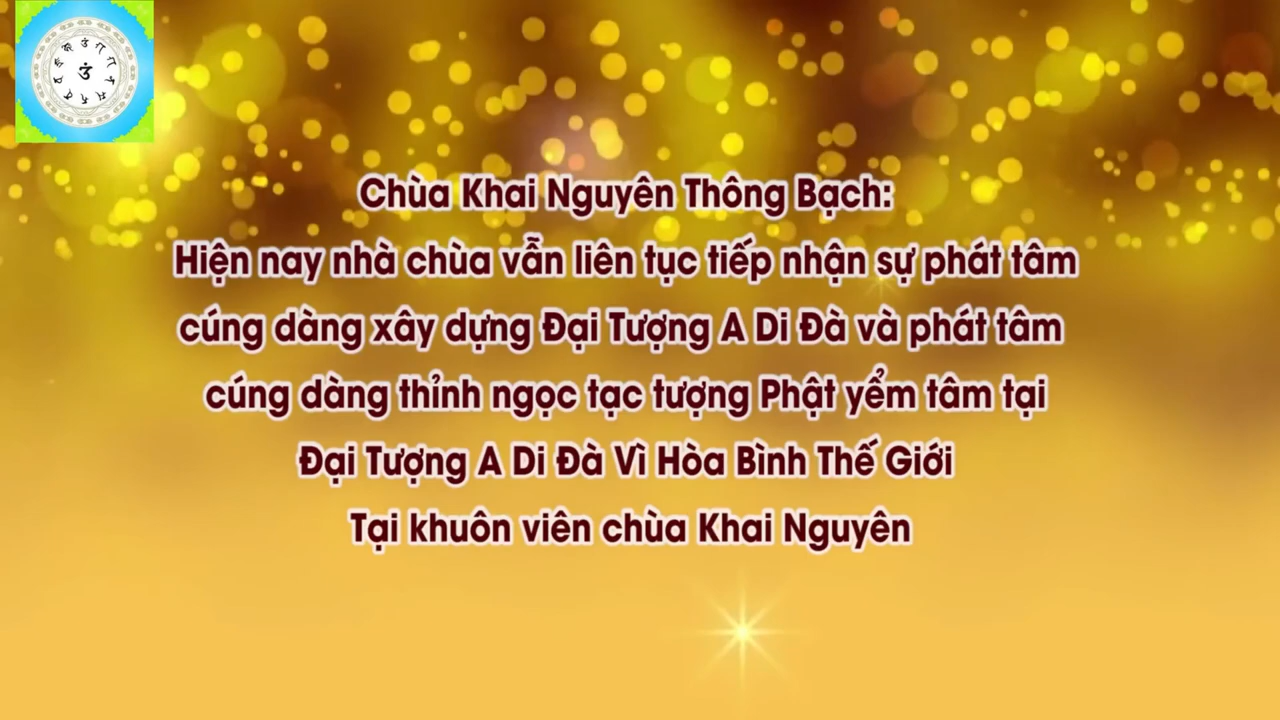 Chùa Khai Nguyên Thông Bạch:
Hiện nay nhà chùa vẫn liên tục tiếp nhận sự phát tâm
cúng dàng xây dựng Đại Tượng A Di Đà và phát tâm
cúng dàng thỉnh ngọc tạc tượng Phật yểm tâm tại
Đại Tượng A Di Đà Vì Hòa Bình Thế Giới
Tại khuôn viên chùa Khai Nguyên